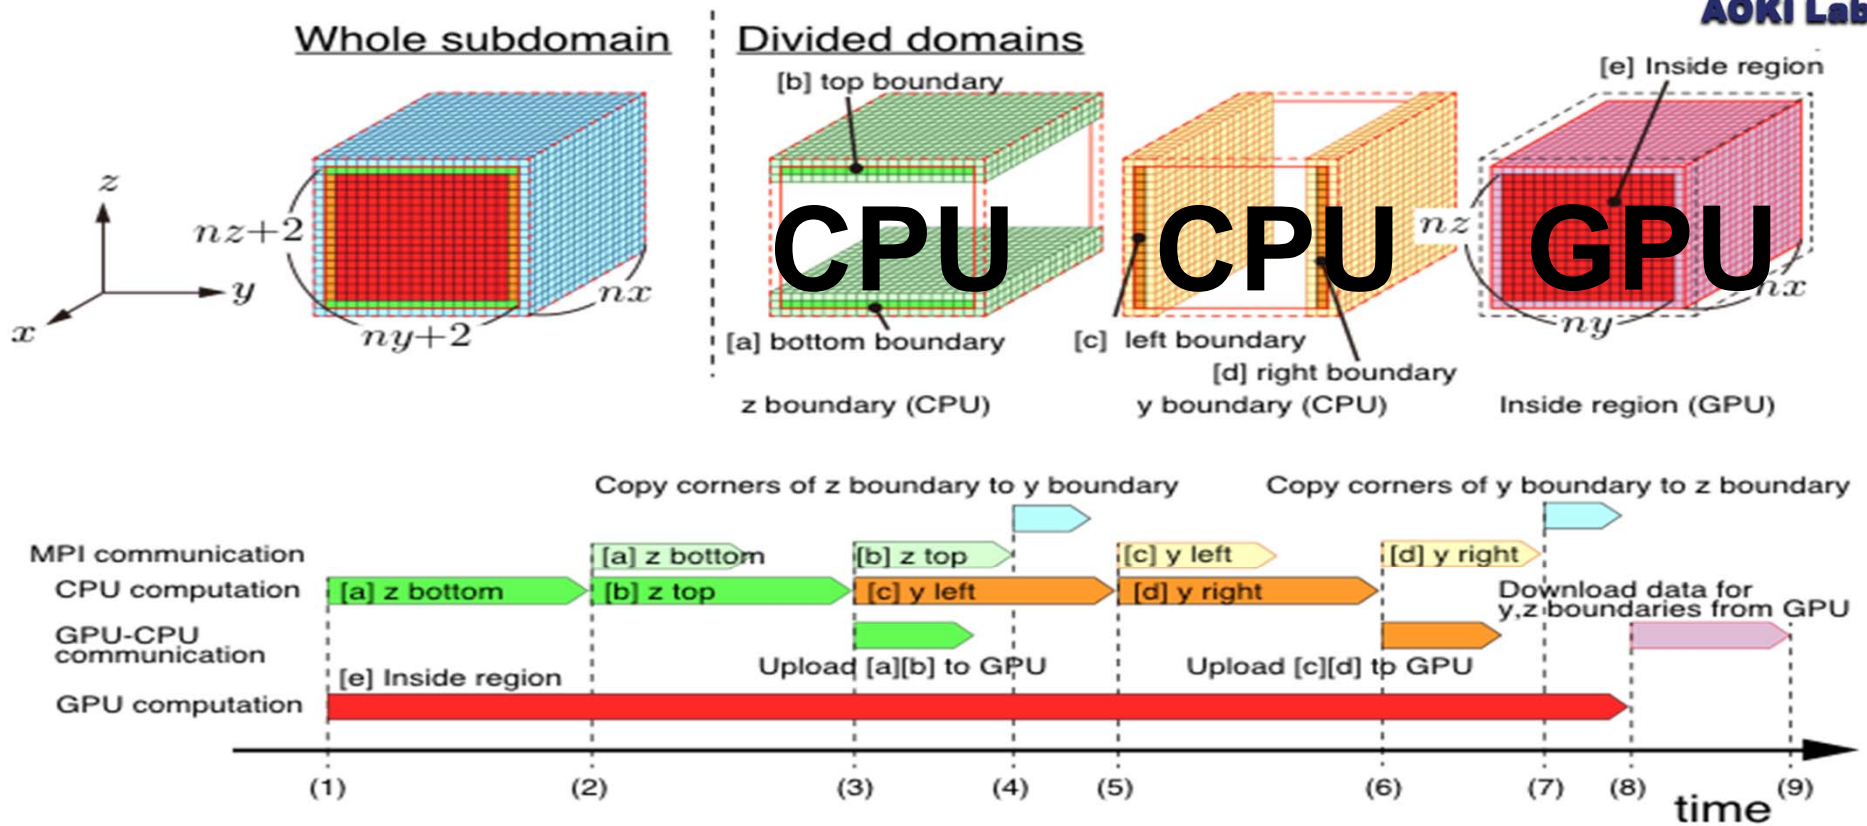 AOKI Lab
Whole subdomain
Divided domains
[b] top boundary
[e] Inside region
z
y
x
nz+2
ny+2
nx
CPU
CPU
nz
GPU
nx
ny
[a] bottom boundary
[c] left boundary
[d] right boundary
z boundary (CPU)
y boundary (CPU)
Inside region (GPU)
Copy corners of z boundary to y boundary
Copy corners of y boundary to z boundary
MPI communication
[a] z bottom
[b] z top
[c] y left
[d] y right
CPU computation
[a] z bottom
[b] z top
[c] y left
[d] y right
Download data for
y,z boundaries from GPU
GPU-CPU
communication
Upload [a][b] to GPU
Upload [c][d] to GPU
[e] Inside region
GPU computation
(1)
(2)
(3)
(4)
(5)
(6)
(7)
(8)
(9)
time